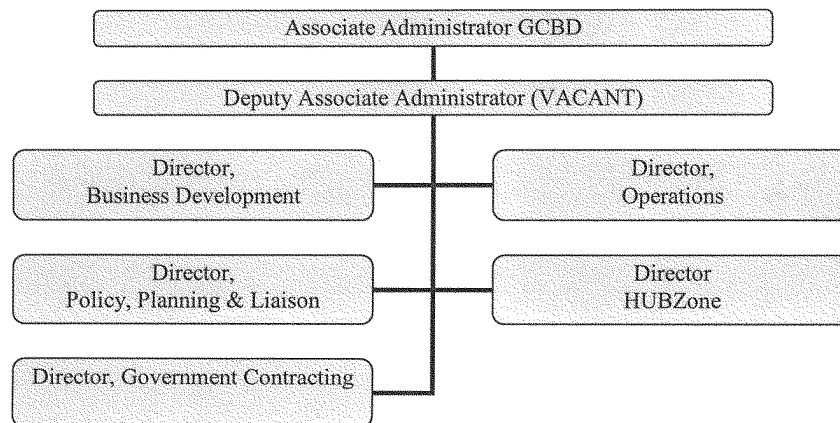 Associate Administrator GCBD
Deputy Associate Administrator (VACANT)
Director,
Business Development
Director,
Operations
Director,
Policy, Planning & Liaison
Director
HUBZone
Director, Government Contracting